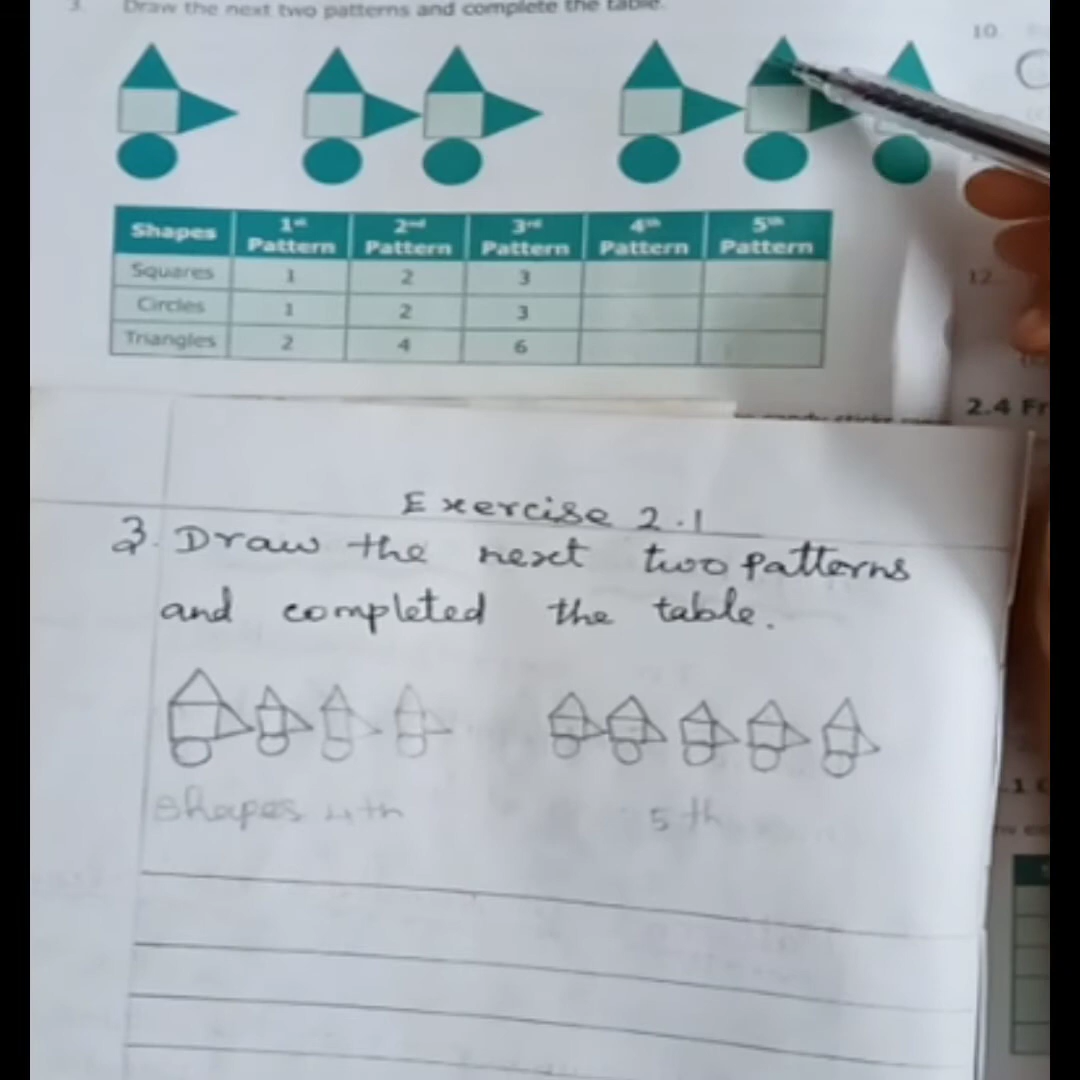 3. Draw the next two patterns and complete the table.
10.
Shapes 1st Pattern 2nd Pattern 3rd Pattern 4th Pattern 5th Pattern
Squares 1 2 3
Circles 1 2 3
Triangles 2 4 6
12.
2.4 Fr
Exercise 2.1
3. Draw the next two patterns
and completed the table.
shapes 4th 5th